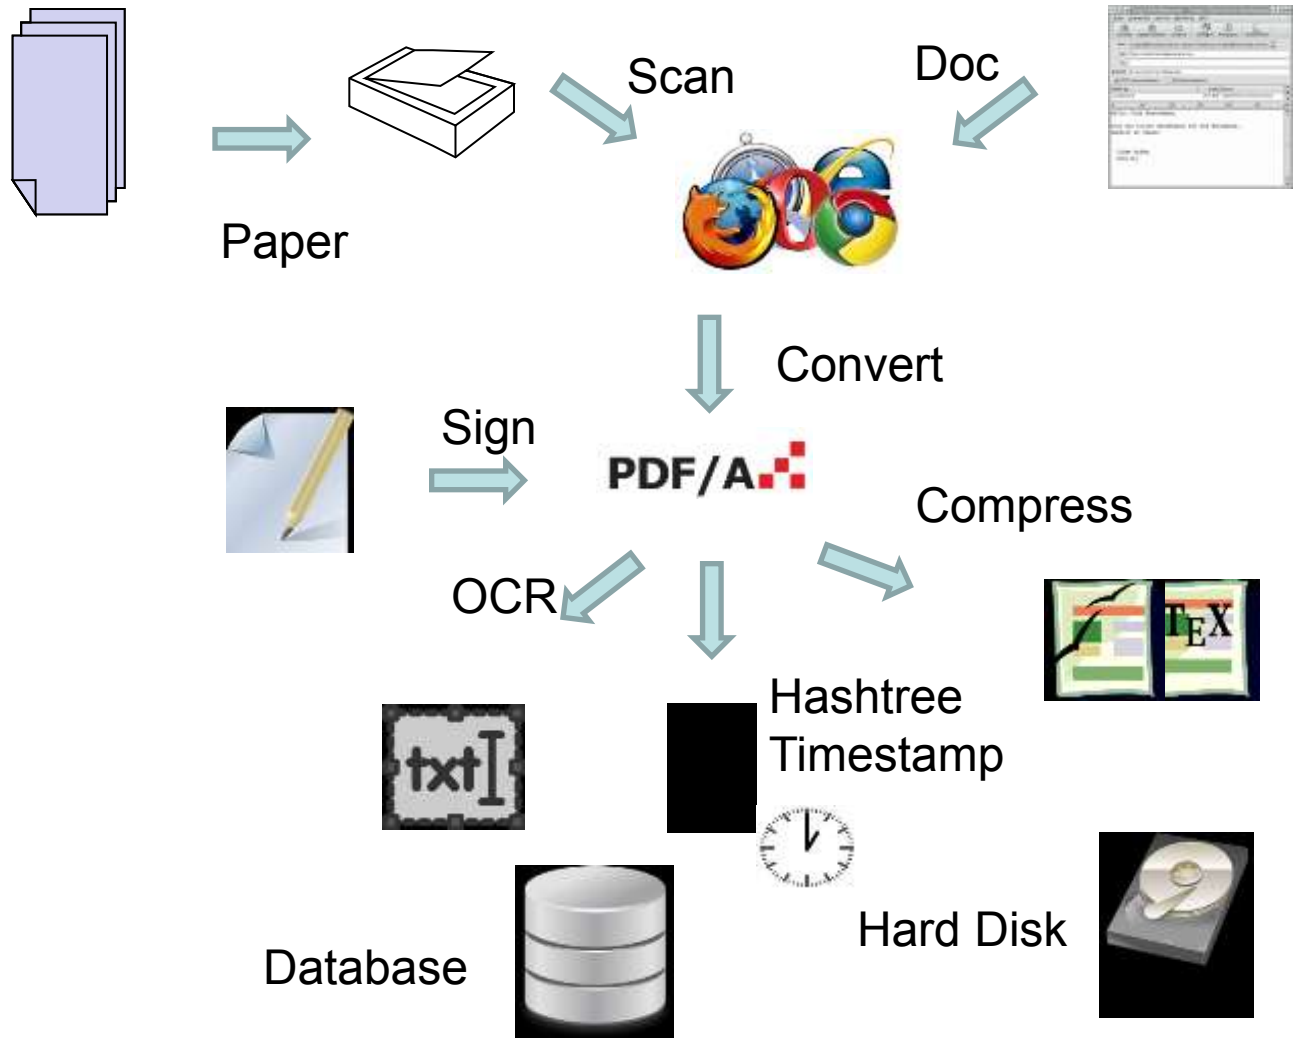 Scan
Doc
Paper
Convert
Sign
PDF/A
Compress
OCR
TEX
Hashtree
Timestamp
txt
Hard Disk
Database